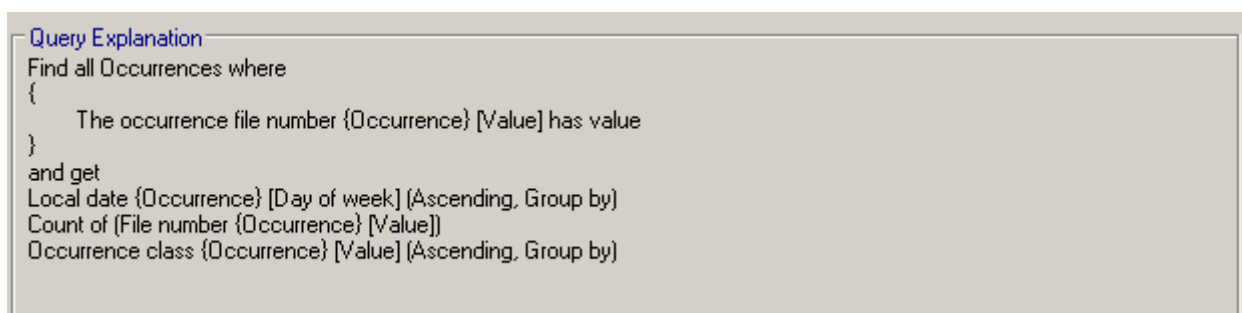 Query Explanation
Find all Occurrences where
{
The occurrence file number {Occurrence} [Value] has value
}
and get
Local date {Occurrence} [Day of week] (Ascending, Group by)
Count of (File number {Occurrence} [Value])
Occurrence class {Occurrence} [Value] (Ascending, Group by)